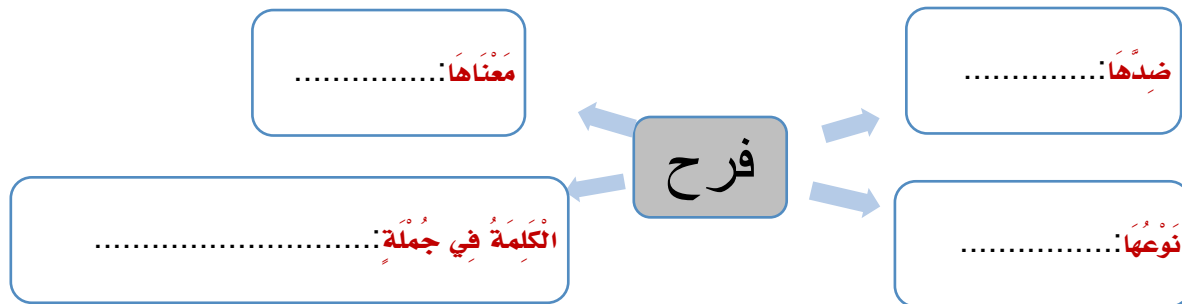 ضِدَّهَا:..............
مَعْنَاهَا:...............
فرح
نَوْعُهَا:................
الْكَلِمَةُ فِي جُمْلَةٍ:.............................